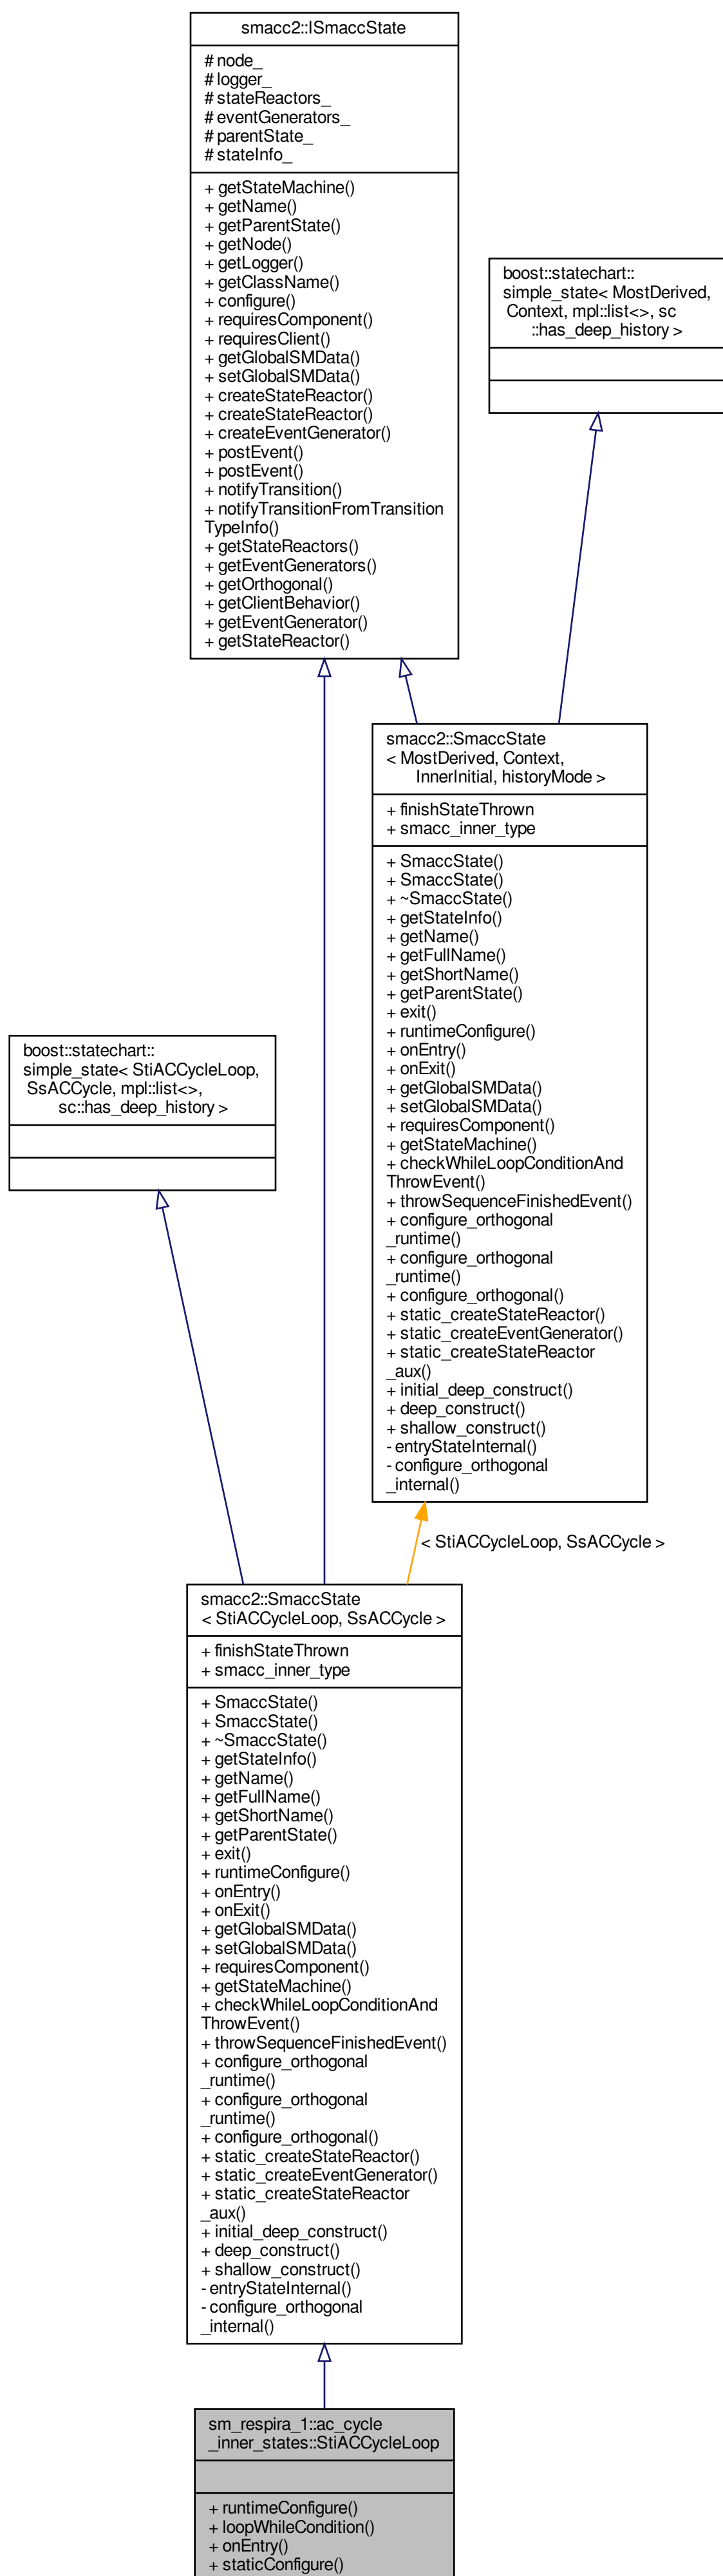 smacc2::ISmaccState
# node_
# logger_
# stateReactors_
# eventGenerators_
# parentState_
# stateInfo_
+ getStateMachine()
+ getName()
+ getParentState()
+ getNode()
+ getLogger()
+ getClassName()
+ configure()
+ requiresComponent()
+ requiresClient()
+ getGlobalSMData()
+ setGlobalSMData()
+ createStateReactor()
+ createStateReactor()
+ createEventGenerator()
+ postEvent()
+ postEvent()
+ notifyTransition()
+ notifyTransitionFromTransition
TypeInfo()
+ getStateReactors()
+ getEventGenerators()
+ getOrthogonal()
+ getClientBehavior()
+ getEventGenerator()
+ getStateReactor()
boost::statechart::
simple_state< MostDerived,
Context, mpl::list<>, sc
::has_deep_history >
smacc2::SmaccState
< MostDerived, Context,
InnerInitial, historyMode >
+ finishStateThrown
+ smacc_inner_type
+ SmaccState()
+ SmaccState()
+ ~SmaccState()
+ getStateInfo()
+ getName()
+ getFullName()
+ getShortName()
+ getParentState()
+ exit()
+ runtimeConfigure()
+ onEntry()
+ onExit()
+ getGlobalSMData()
+ setGlobalSMData()
+ requiresComponent()
+ getStateMachine()
+ checkWhileLoopConditionAnd
ThrowEvent()
+ throwSequenceFinishedEvent()
+ configure_orthogonal
_runtime()
+ configure_orthogonal
_runtime()
+ configure_orthogonal()
+ static_createStateReactor()
+ static_createEventGenerator()
+ static_createStateReactor
_aux()
+ initial_deep_construct()
+ deep_construct()
+ shallow_construct()
- entryStateInternal()
- configure_orthogonal
_internal()
boost::statechart::
simple_state< StiACCycleLoop,
SsACCycle, mpl::list<>,
sc::has_deep_history >
< StiACCycleLoop, SsACCycle >
smacc2::SmaccState
< StiACCycleLoop, SsACCycle >
+ finishStateThrown
+ smacc_inner_type
+ SmaccState()
+ SmaccState()
+ ~SmaccState()
+ getStateInfo()
+ getName()
+ getFullName()
+ getShortName()
+ getParentState()
+ exit()
+ runtimeConfigure()
+ onEntry()
+ onExit()
+ getGlobalSMData()
+ setGlobalSMData()
+ requiresComponent()
+ getStateMachine()
+ checkWhileLoopConditionAnd
ThrowEvent()
+ throwSequenceFinishedEvent()
+ configure_orthogonal
_runtime()
+ configure_orthogonal
_runtime()
+ configure_orthogonal()
+ static_createStateReactor()
+ static_createEventGenerator()
+ static_createStateReactor
_aux()
+ initial_deep_construct()
+ deep_construct()
+ shallow_construct()
- entryStateInternal()
- configure_orthogonal
_internal()
sm_respira_1::ac_cycle
_inner_states::StiACCycleLoop
+ runtimeConfigure()
+ loopWhileCondition()
+ onEntry()
+ staticConfigure()